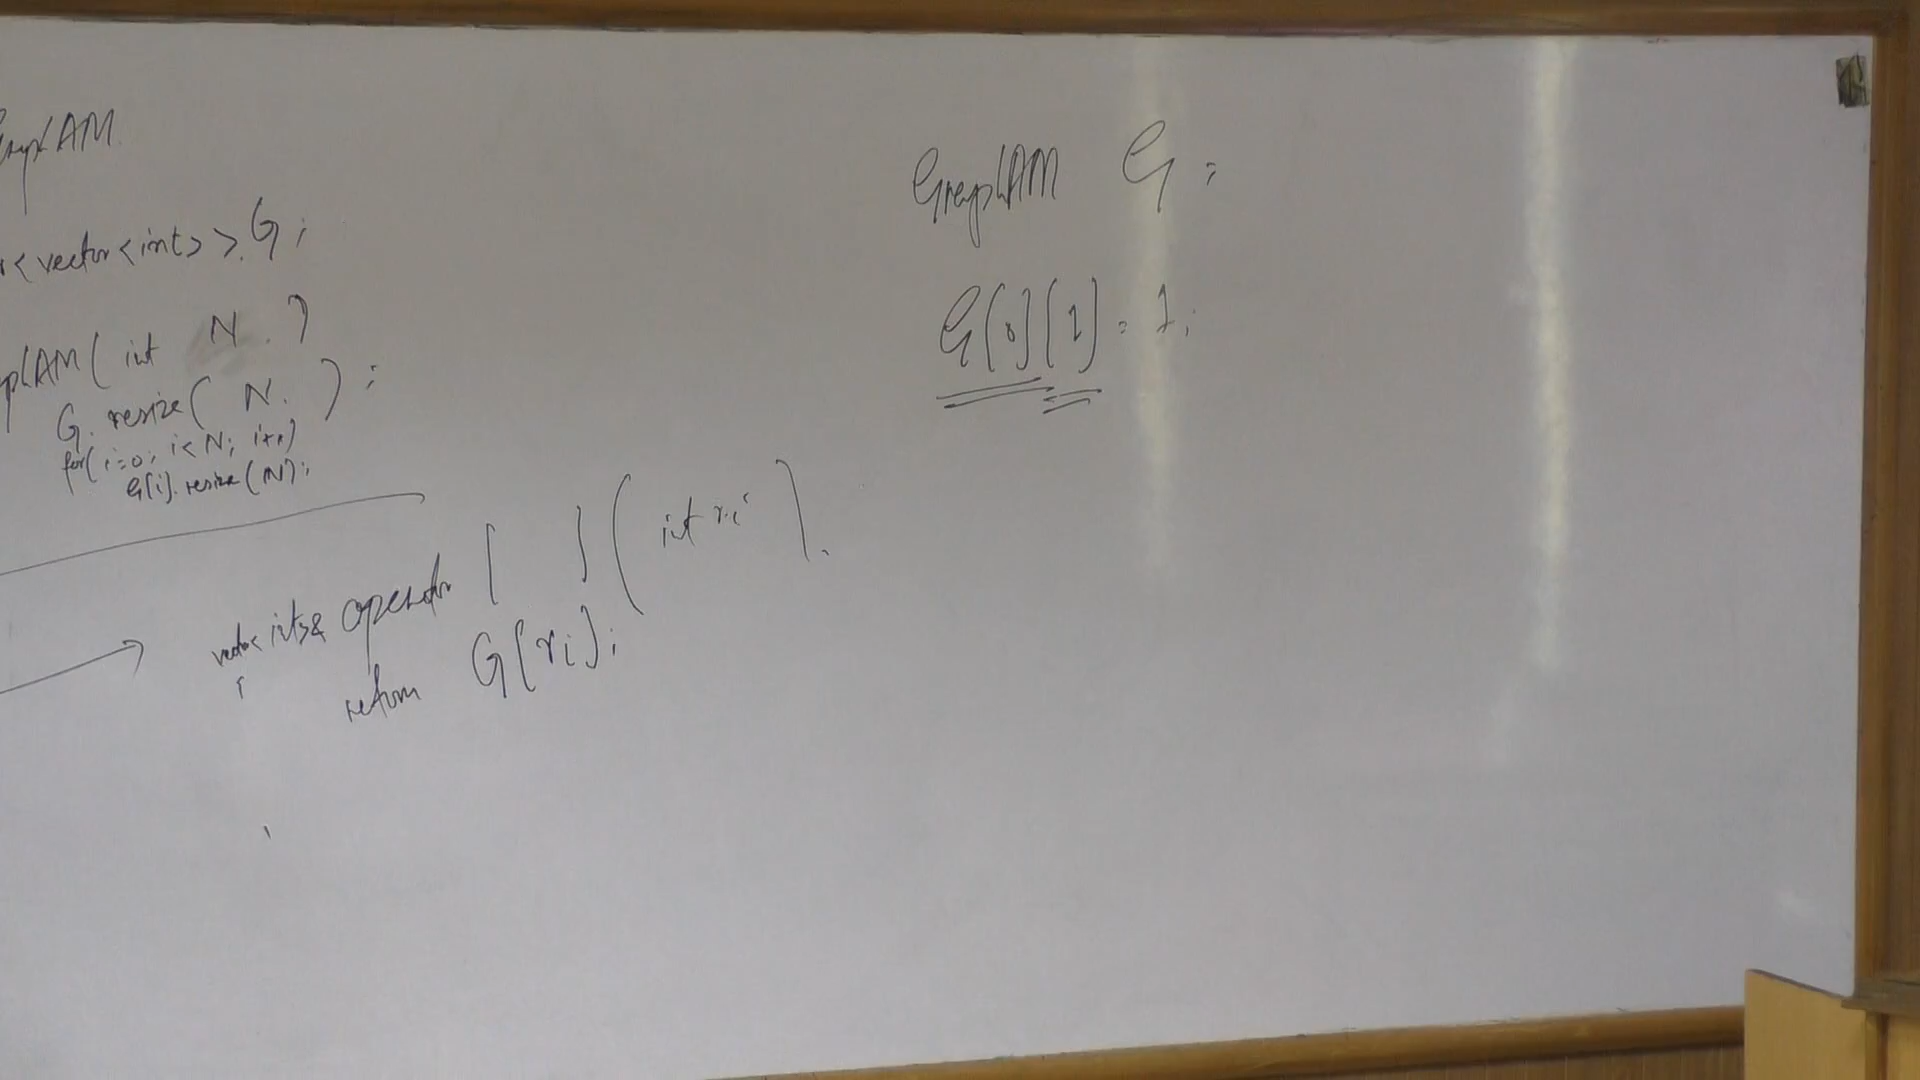 GraphAM
r<vector<int>> G;
phAM(int N.)
G.resize( N. );
for(i=0; i<N; i++)
G[i].resize(N);
vector<int>& operator [ ] (int ri).
{
return G[ri];
GraphAM G;
G[0][1] = 1;